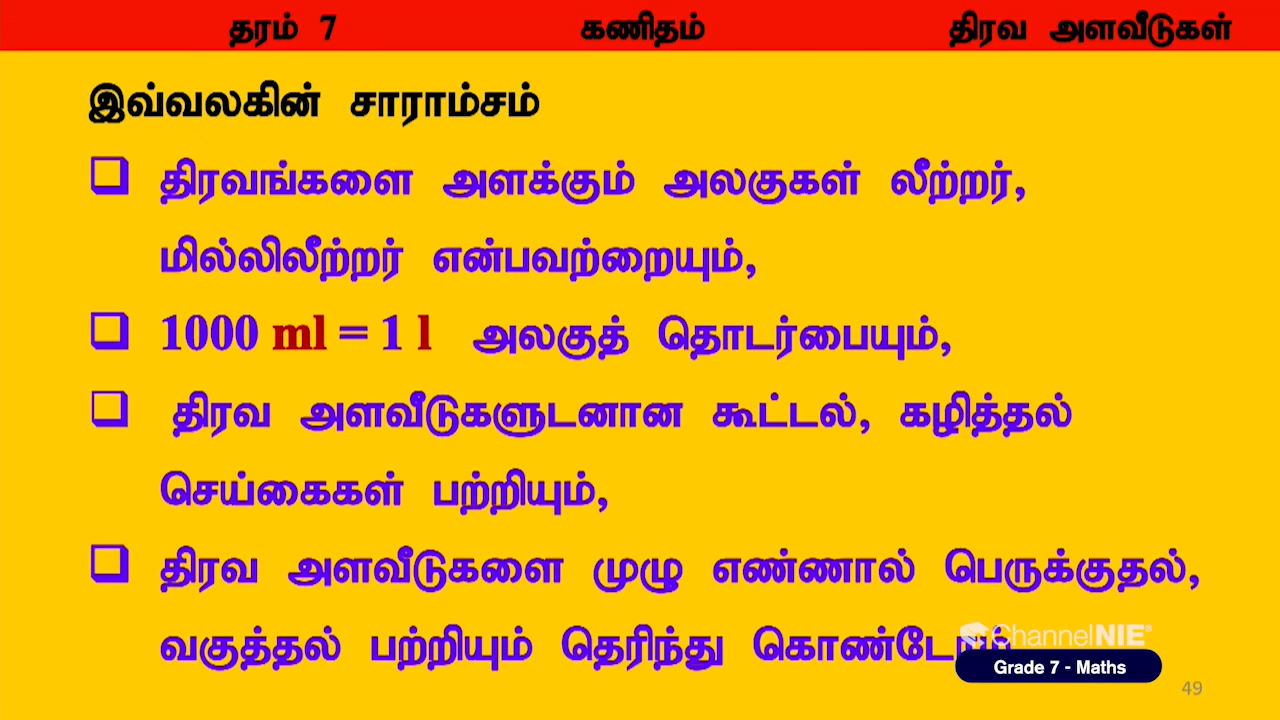 தரம் 7 கணிதம் திரவ அளவீடுகள்
இவ்வலகின் சாராம்சம்
❑ திரவங்களை அளக்கும் அலகுகள் லீற்றர்,
மில்லிலீற்றர் என்பவற்றையும்,
❑ 1000 ml = 1 l அலகுத் தொடர்பையும்,
❑ திரவ அளவீடுகளுடனான கூட்டல், கழித்தல்
செய்கைகள் பற்றியும்,
❑ திரவ அளவீடுகளை முழு எண்ணால் பெருக்குதல்,
வகுத்தல் பற்றியும் தெரிந்து
ChannelNIE
Grade 7 - Maths
49